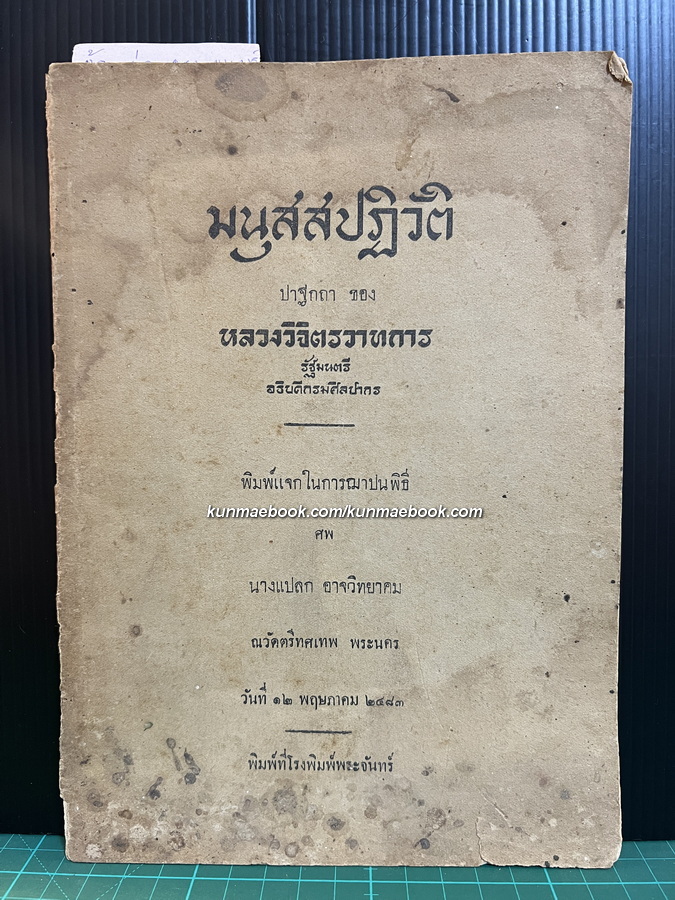 มนุสสปฏิวัติ
ปาฐกถา ของ
หลวงวิจิตรวาทการ
รัฐมนตรี
อธิบดีกรมศิลปากร
พิมพ์แจกในการฌาปนพิธี
kunmaebook.com/kunmaebook.com
ศพ
นางแปลก อาจวิทยาคม
ณวัดตรีทศเทพ พระนคร
วันที่ ๑๒ พฤษภาคม ๒๔๘๓
พิมพ์ที่โรงพิมพ์พระจันทร์